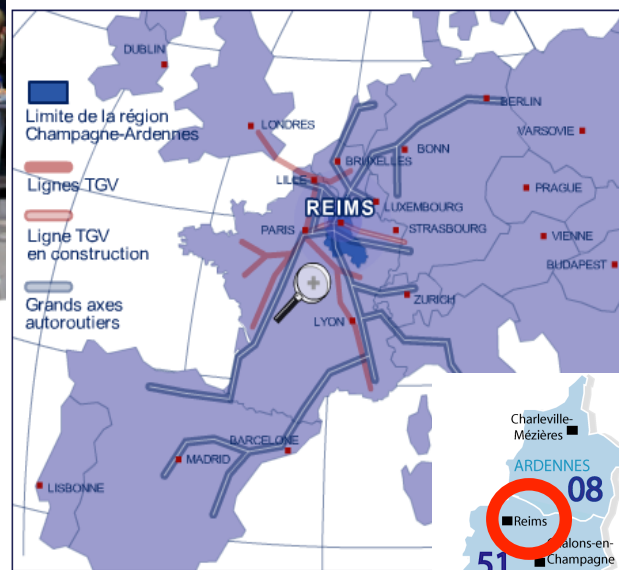 DUBLIN
Limite de la région
Champagne-Ardennes
Lignes TGV
Ligne TGV
en construction
Grands axes
autoroutiers
LONDRES
BERLIN
VARSOVIE
BONN
BRUXELLES
LILLE
PRAGUE
LUXEMBOURG
REIMS
PARIS
STRASBOURG
VIENNE
BUDAPEST
ZURICH
LYON
BARCELONE
MADRID
LISBONNE
Charleville-
Mézières
ARDENNES
08
Reims
51
Chalons-en-
Champagne